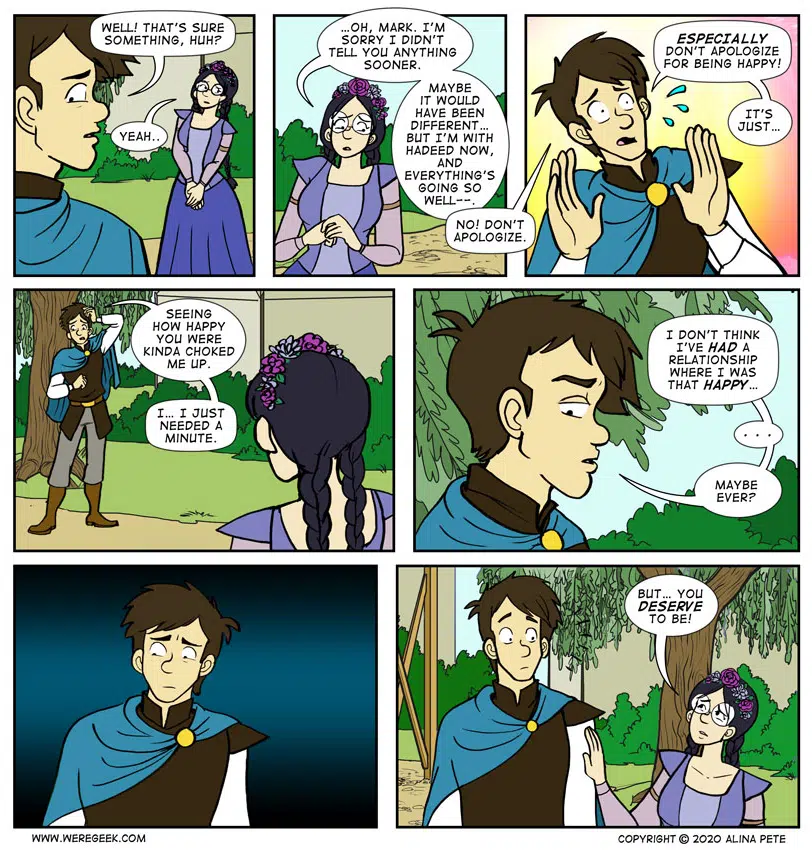 WELL! THAT'S SURE
SOMETHING, HUH?
YEAH..
...OH, MARK. I'M
SORRY I DIDN'T
TELL YOU ANYTHING
SOONER.
MAYBE
IT WOULD
HAVE BEEN
DIFFERENT...
BUT I'M WITH
HADEED NOW,
AND
EVERYTHING'S
GOING SO
WELL--.
NO! DON'T
APOLOGIZE.
ESPECIALLY
DON'T APOLOGIZE
FOR BEING HAPPY!
IT'S
JUST...
SEEING
HOW HAPPY
YOU WERE
KINDA CHOKED
ME UP.
I... I JUST
NEEDED A
MINUTE.
I DON'T THINK
I'VE HAD A
RELATIONSHIP
WHERE I WAS
THAT HAPPY...
...
MAYBE
EVER?
BUT... YOU
DESERVE
TO BE!
WWW.WEREGEEK.COM
COPYRIGHT © 2020 ALINA PETE